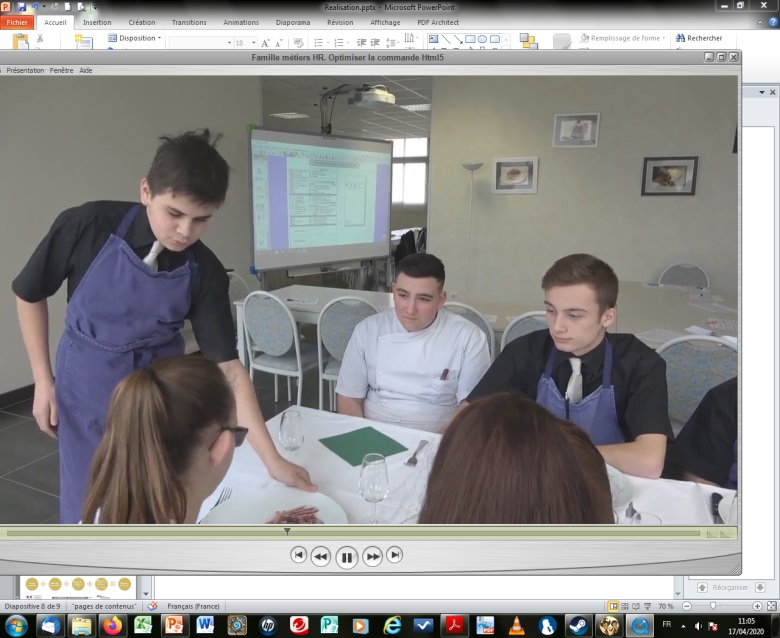 Realisation.pptx - Microsoft PowerPoint
Fichier Accueil Insertion Création Transitions Animations Diaporama Révision Affichage PDF Architect
Disposition 18 Remplissage de forme Rechercher
Famille métiers HR. Optimiser la commande Html5
Présentation Fenêtre Aide
Réorganiser
Diapositive 8 de 9 "pages de contenus" Français (France) 70 %
FR 11:05
17/04/2020